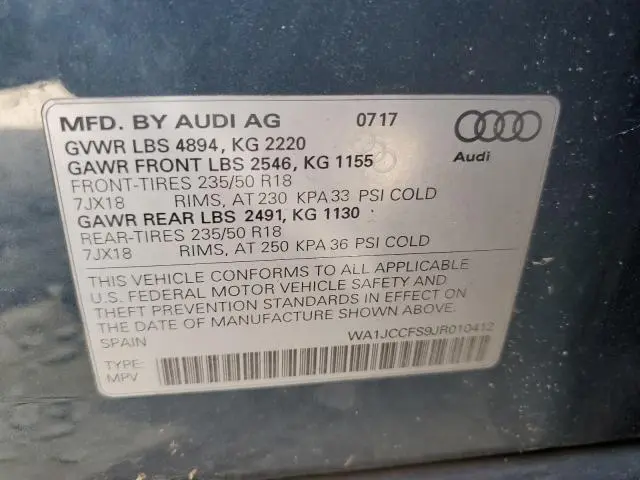 MFD. BY AUDI AG 07 17
GVWR LBS 4894, KG 2220
GAWR FRONT LBS 2546, KG 1155
FRONT-TIRES 235/50 R18
7JX18 RIMS, AT 230 KPA 33 PSI COLD
GAWR REAR LBS 2491, KG 1130
REAR-TIRES 235/50 R18
7JX18 RIMS, AT 250 KPA 36 PSI COLD
Audi
THIS VEHICLE CONFORMS TO ALL APPLICABLE
U.S. FEDERAL MOTOR VEHICLE SAFETY AND
THEFT PREVENTION STANDARDS IN EFFECT ON
THE DATE OF MANUFACTURE SHOWN ABOVE.
SPAIN WA1JCCFS9JR010412
TYPE:
MPV